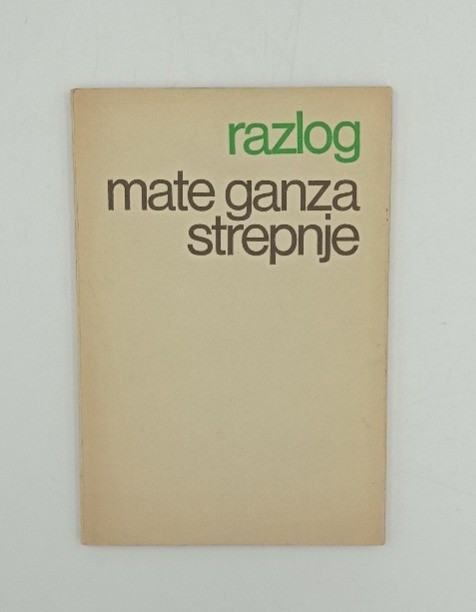 razlog
mate ganza
strepnje